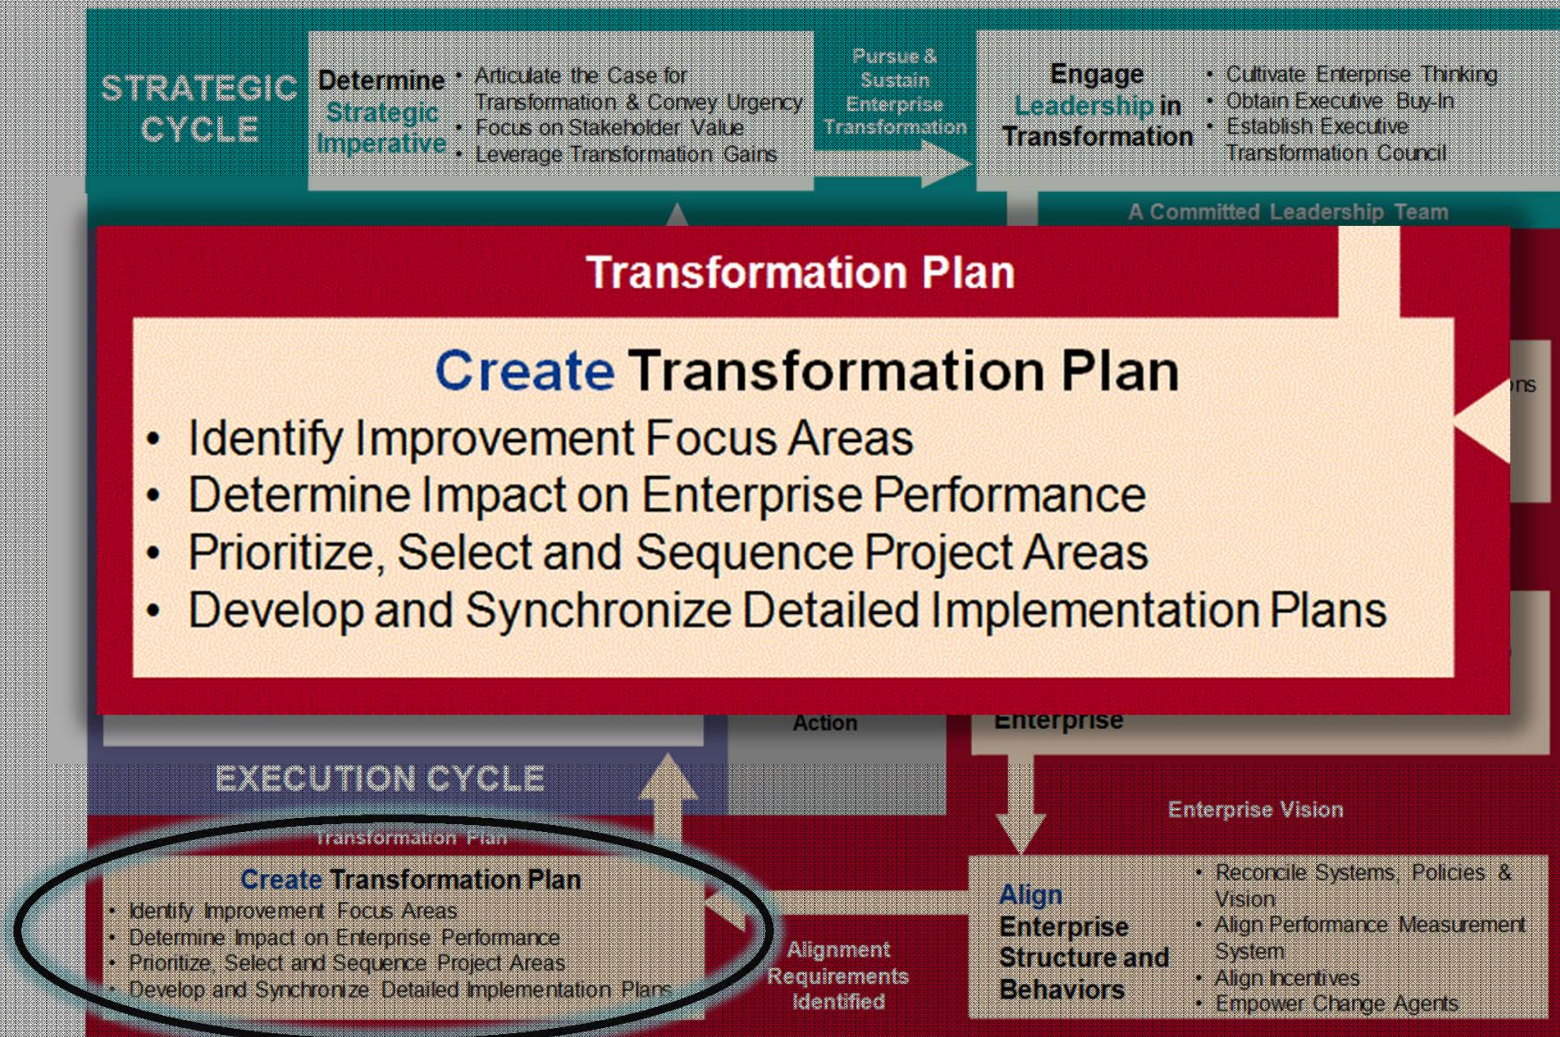 STRATEGIC
CYCLE
Determine
Strategic
Imperative
• Articulate the Case for
Transformation & Convey Urgency
• Focus on Stakeholder Value
• Leverage Transformation Gains
Pursue &
Sustain
Enterprise
Transformation
Engage
Leadership in
Transformation
• Cultivate Enterprise Thinking
• Obtain Executive Buy-In
• Establish Executive
Transformation Council
A Committed Leadership Team
Transformation Plan
Create Transformation Plan
• Identify Improvement Focus Areas
• Determine Impact on Enterprise Performance
• Prioritize, Select and Sequence Project Areas
• Develop and Synchronize Detailed Implementation Plans
Action
Enterprise
EXECUTION CYCLE
Enterprise Vision
Transformation Plan
Create Transformation Plan
• Identify Improvement Focus Areas
• Determine Impact on Enterprise Performance
• Prioritize, Select and Sequence Project Areas
• Develop and Synchronize Detailed Implementation Plans
Alignment
Requirements
Identified
Align
Enterprise
Structure and
Behaviors
• Reconcile Systems, Policies &
Vision
• Align Performance Measurement
System
• Align Incentives
• Empower Change Agents